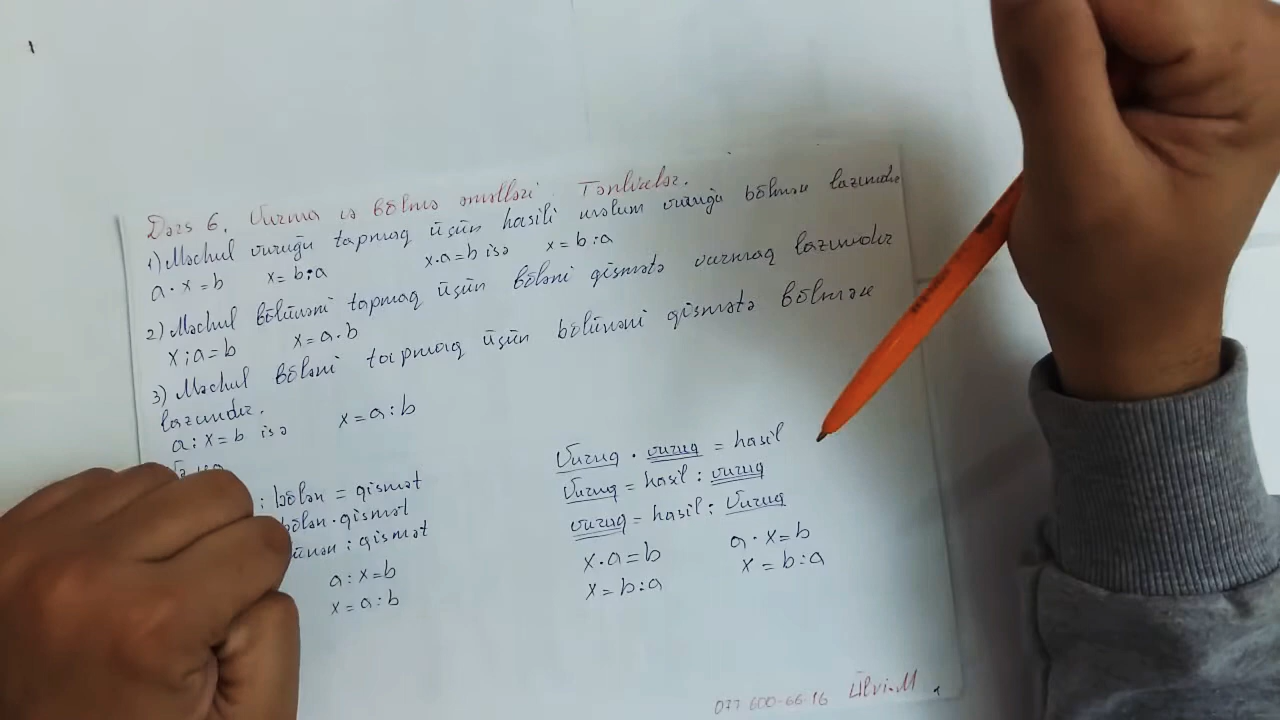 Dərs 6. Vurma və bölmə əməlləri. Tənliklər.
1) Məchul vuruğu tapmaq üçün hasili məlum vuruğa bölmək lazımdır
a · x = b x = b : a x · a = b isə x = b : a
2) Məchul bölünəni tapmaq üçün böləni qismətə vurmaq lazımdır
x : a = b x = a · b
3) Məchul böləni tapmaq üçün bölünəni qismətə bölmək
lazımdır.
a : x = b isə x = a : b
: bölən = qismət
bölən · qismət
ünən : qismət
a : x = b
x = a : b
Vuruq · vuruq = hasil
Vuruq = hasil : vuruq
vuruq = hasil : Vuruq
x · a = b a · x = b
x = b : a x = b : a
077 600-66-16 Ülvi.M